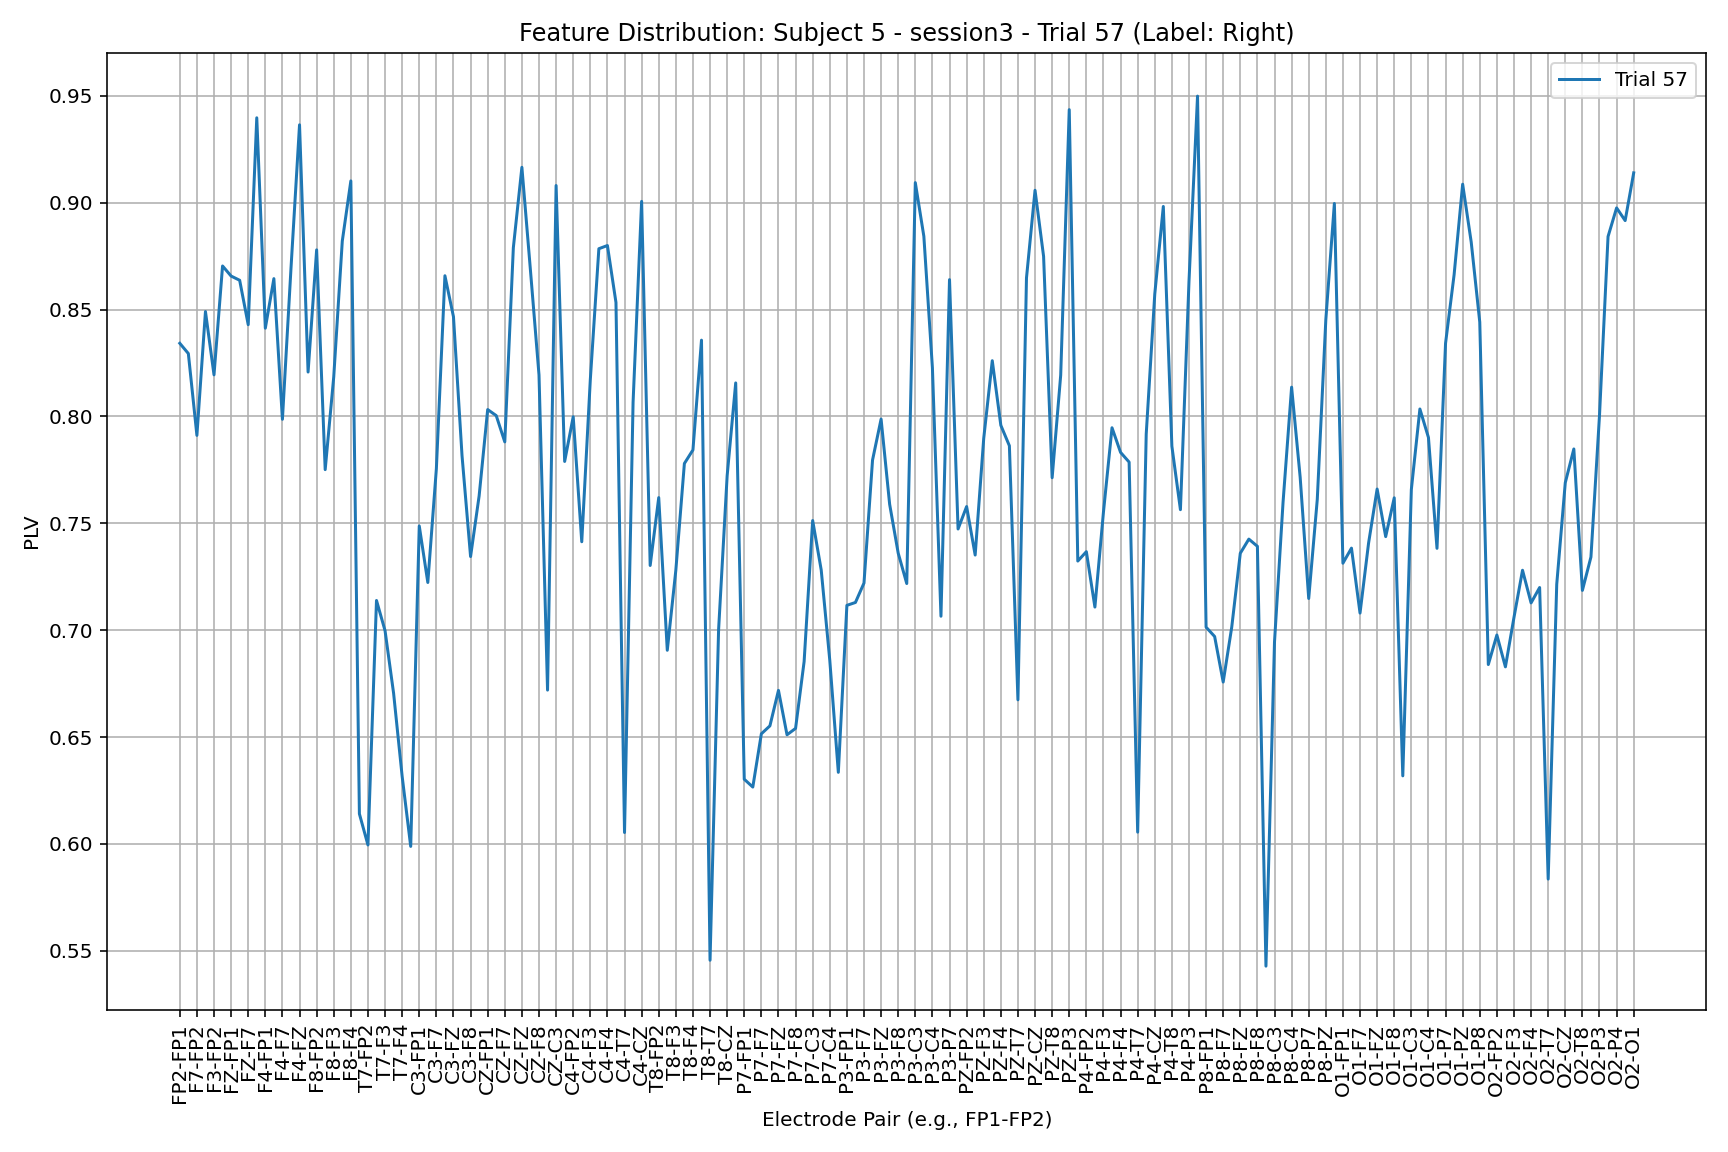 Feature Distribution: Subject 5 - session3 - Trial 57 (Label: Right)
Trial 57
PLV
0.95
0.90
0.85
0.80
0.75
0.70
0.65
0.60
0.55
FP2-FP1
F7-FP2
F3-FP2
FZ-FP1
FZ-F7
F4-FP1
F4-F7
F4-FZ
F8-FP2
F8-F3
F8-F4
T7-FP2
T7-F3
T7-F4
C3-FP1
C3-F7
C3-FZ
C3-F8
CZ-FP1
CZ-F7
CZ-FZ
CZ-F8
CZ-C3
C4-FP2
C4-F3
C4-F4
C4-T7
C4-CZ
T8-FP2
T8-F3
T8-F4
T8-T7
T8-CZ
P7-FP1
P7-F7
P7-FZ
P7-F8
P7-C3
P7-C4
P3-FP1
P3-F7
P3-FZ
P3-F8
P3-C3
P3-C4
P3-P7
PZ-FP2
PZ-F3
PZ-F4
PZ-T7
PZ-CZ
PZ-T8
PZ-P3
P4-FP2
P4-F3
P4-F4
P4-T7
P4-CZ
P4-T8
P4-P3
P8-FP1
P8-F7
P8-FZ
P8-F8
P8-C3
P8-C4
P8-P7
P8-PZ
O1-FP1
O1-F7
O1-FZ
O1-F8
O1-C3
O1-C4
O1-P7
O1-PZ
O1-P8
O2-FP2
O2-F3
O2-F4
O2-T7
O2-CZ
O2-T8
O2-P3
O2-P4
O2-O1
Electrode Pair (e.g., FP1-FP2)